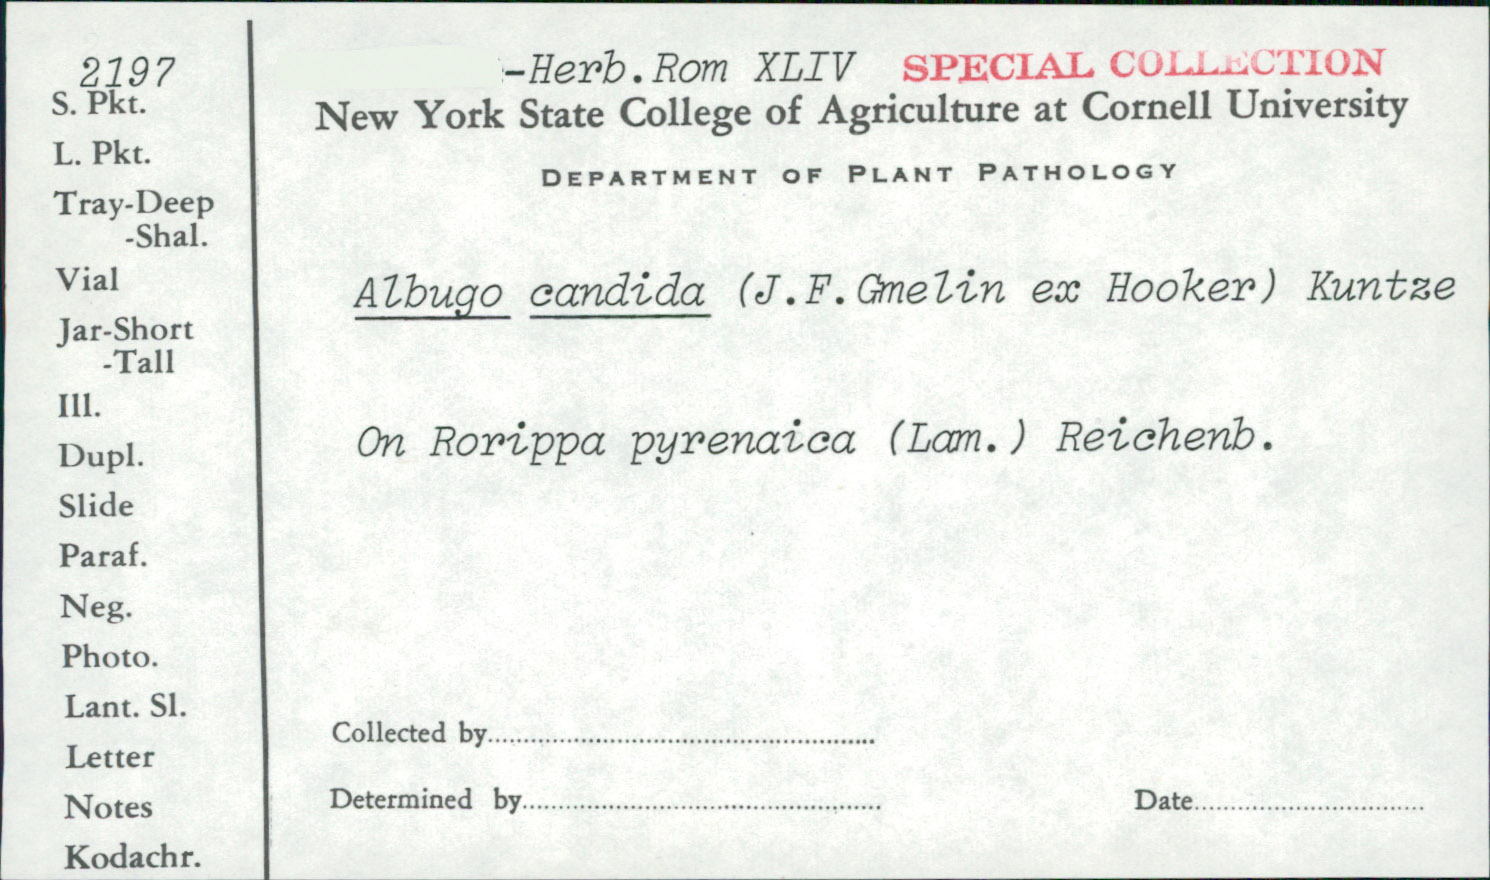 2197
S. Pkt.
L. Pkt.
Tray-Deep
-Shal.
Vial
Jar-Short
-Tall
Ill.
Dupl.
Slide
Paraf.
Neg.
Photo.
Lant. Sl.
Letter
Notes
Kodachr.
-Herb.Rom XLIV SPECIAL COLLECTION
New York State College of Agriculture at Cornell University
DEPARTMENT OF PLANT PATHOLOGY
Albugo candida (J.F.Gmelin ex Hooker) Kuntze
On Rorippa pyrenaica (Lam.) Reichenb.
Collected by
Determined by Date